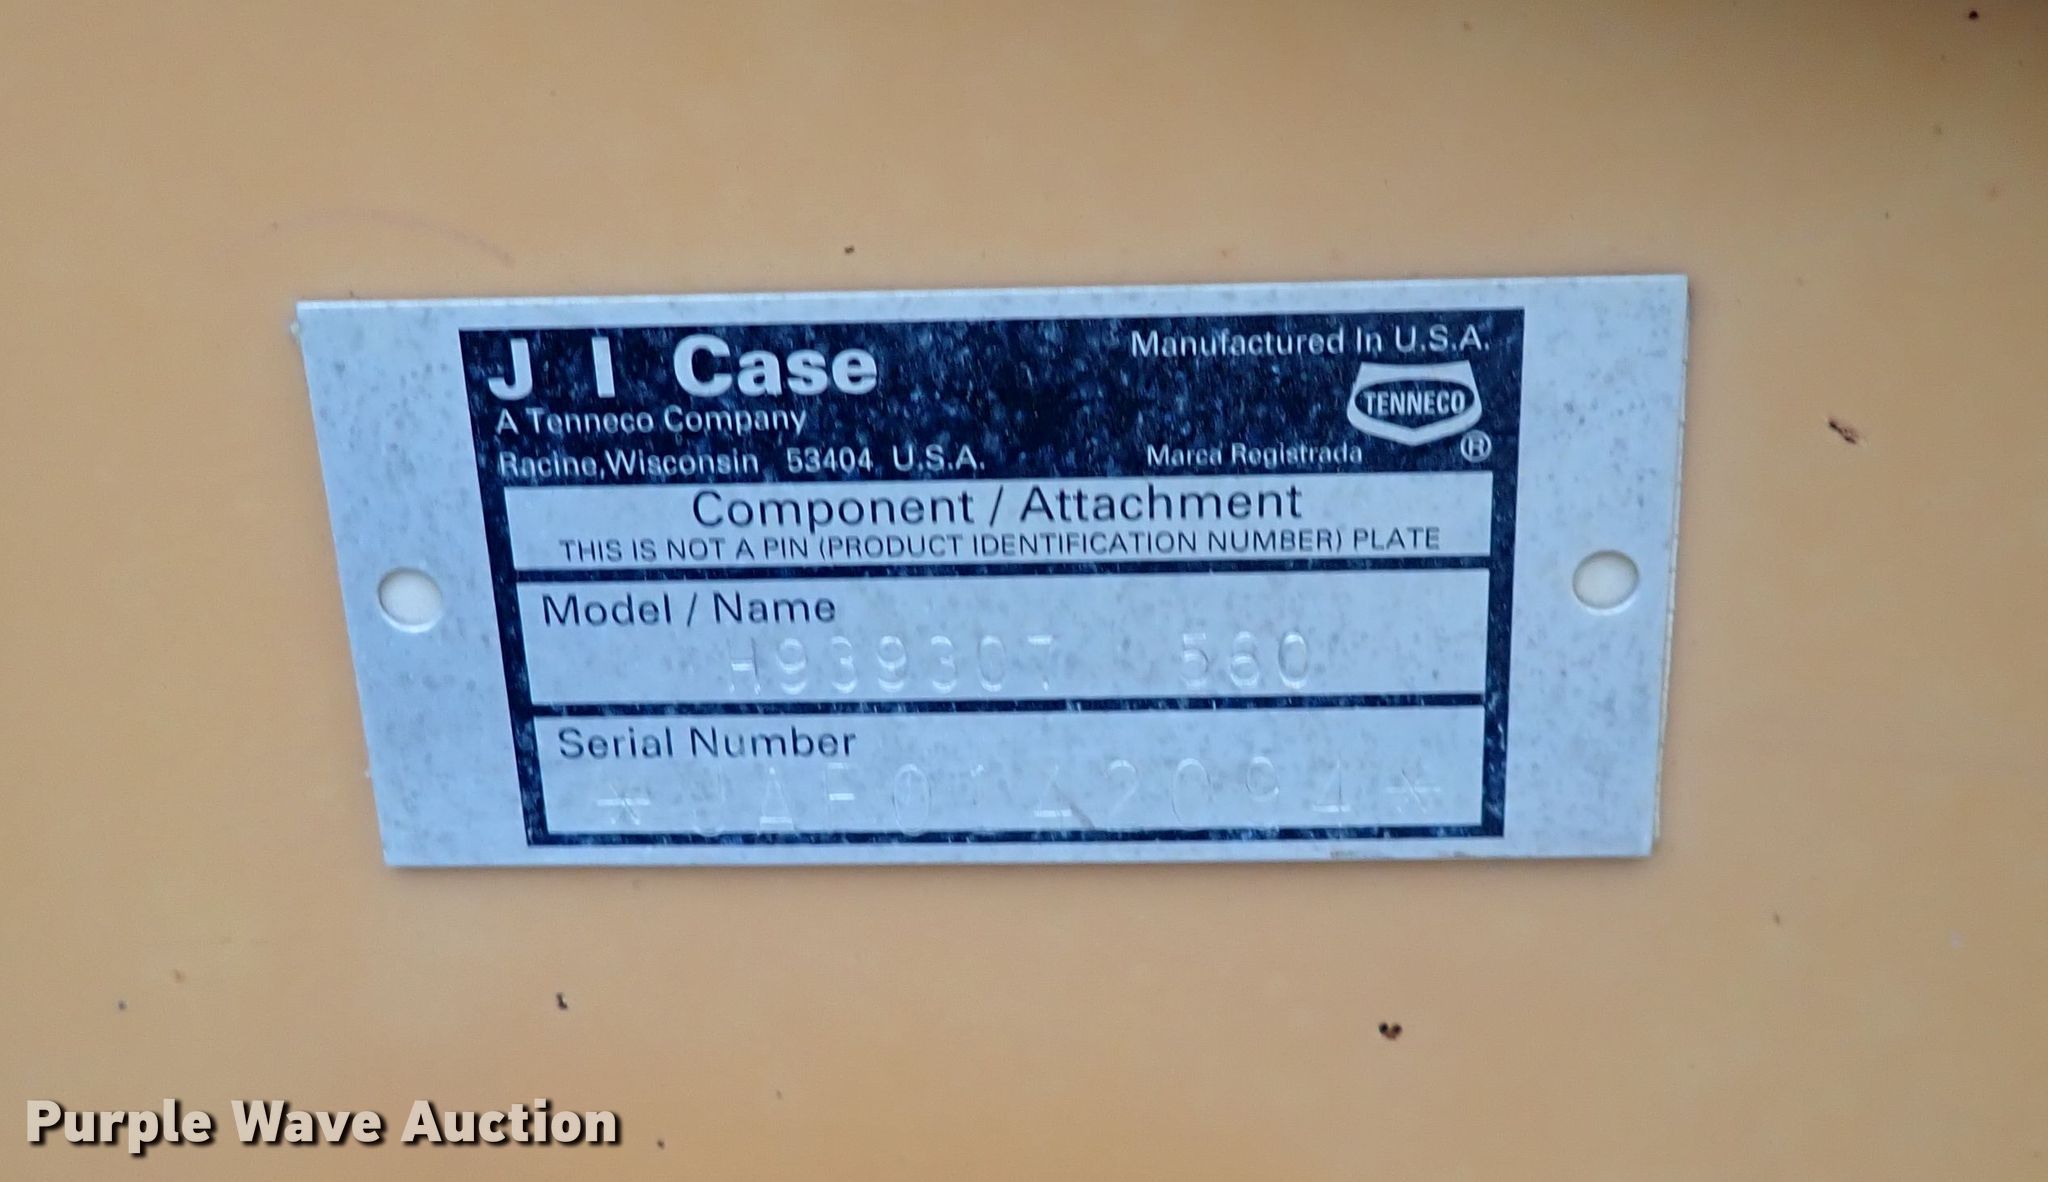 J I Case
Manufactured In U.S.A.
A Tenneco Company
TENNECO
®
Racine, Wisconsin 53404 U.S.A.
Marca Registrada
Component / Attachment
THIS IS NOT A PIN (PRODUCT IDENTIFICATION NUMBER) PLATE
Model / Name
H939307 560
Serial Number
Purple Wave Auction